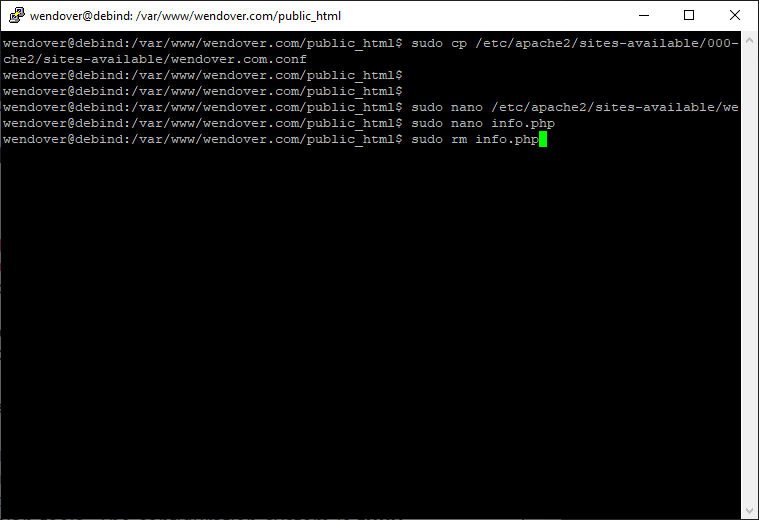 wendover@debind: /var/www/wendover.com/public_html
wendover@debind:/var/www/wendover.com/public_html$ sudo cp /etc/apache2/sites-available/000-
che2/sites-available/wendover.com.conf
wendover@debind:/var/www/wendover.com/public_html$
wendover@debind:/var/www/wendover.com/public_html$
wendover@debind:/var/www/wendover.com/public_html$ sudo nano /etc/apache2/sites-available/we
wendover@debind:/var/www/wendover.com/public_html$ sudo nano info.php
wendover@debind:/var/www/wendover.com/public_html$ sudo rm info.php